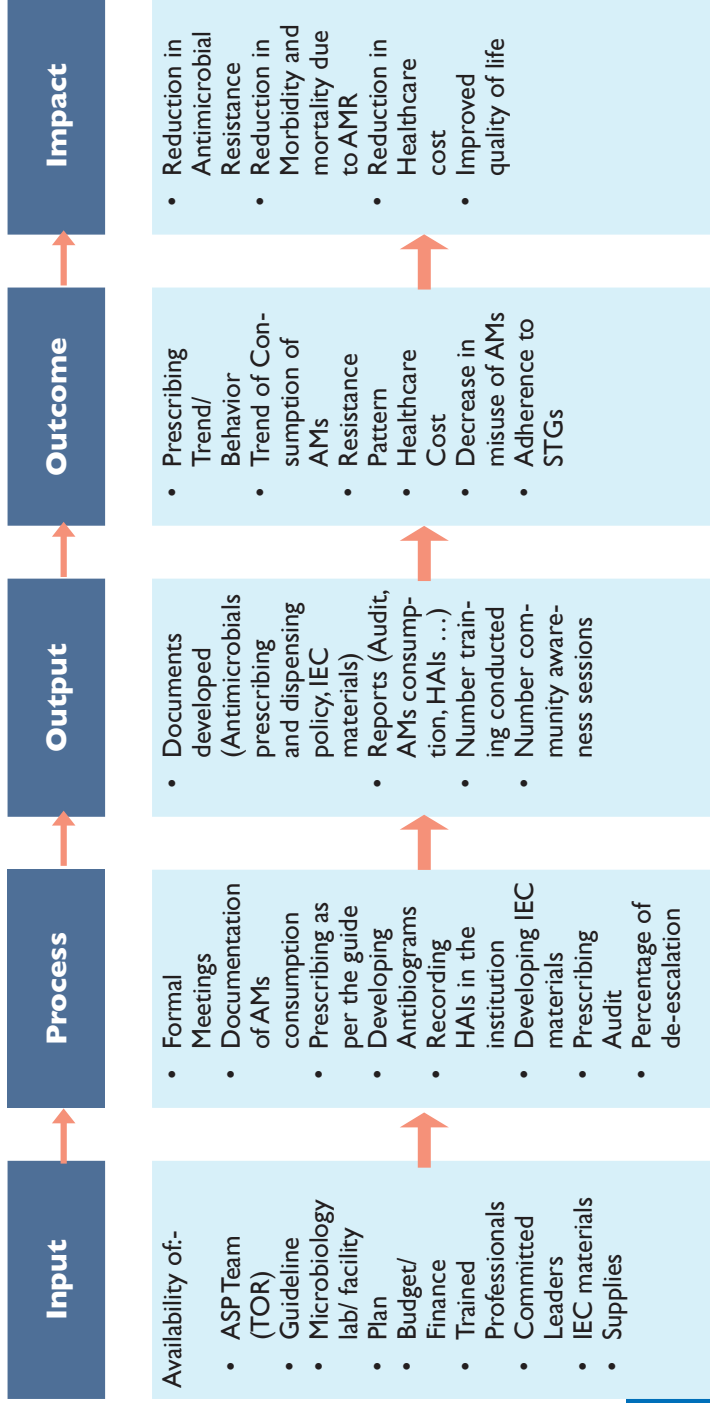 Input
Availability of:-
• ASP Team
(TOR)
• Guideline
• Microbiology
lab/ facility
• Plan
• Budget/
Finance
• Trained
Professionals
• Committed
Leaders
• IEC materials
• Supplies
Process
• Formal
Meetings
• Documentation
of AMs
consumption
• Prescribing as
per the guide
• Developing
Antibiograms
• Recording
HAIs in the
institution
• Developing IEC
materials
• Prescribing
Audit
• Percentage of
de-escalation
Output
• Documents
developed
(Antimicrobials
prescribing
and dispensing
policy, IEC
materials)
• Reports (Audit,
AMs consump-
tion, HAIs …)
• Number train-
ing conducted
• Number com-
munity aware-
ness sessions
Outcome
• Prescribing
Trend/
Behavior
• Trend of Con-
sumption of
AMs
• Resistance
Pattern
• Healthcare
Cost
• Decrease in
misuse of AMs
• Adherence to
STGs
Impact
• Reduction in
Antimicrobial
Resistance
• Reduction in
Morbidity and
mortality due
to AMR
• Reduction in
Healthcare
cost
• Improved
quality of life